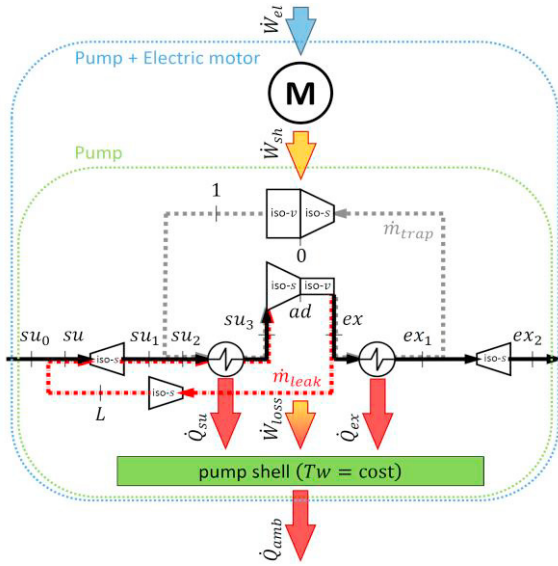 Ẇel
Pump + Electric motor
M
Ẇsh
Pump
1
iso-v
iso-s
ṁtrap
0
iso-s
iso-v
su3
ad
ex
su0
su
su1
su2
ex1
ex2
iso-s
iso-s
ṁleak
iso-s
L
Q̇su
Ẇloss
Q̇ex
pump shell (Tw = cost)
Q̇amb